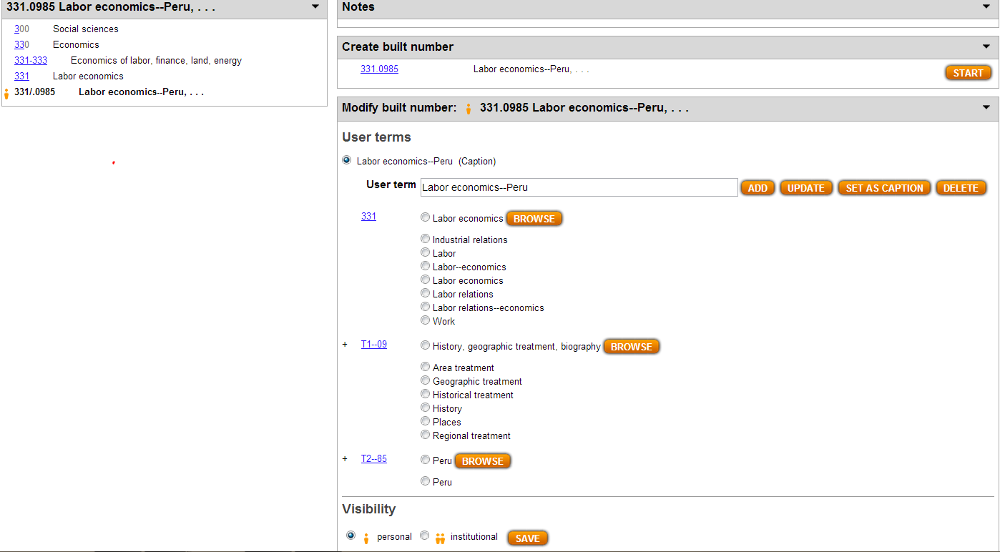 331.0985 Labor economics--Peru, . . .
300 Social sciences
330 Economics
331-333 Economics of labor, finance, land, energy
331 Labor economics
331/.0985 Labor economics--Peru, . . .
Notes
Create built number
331.0985 Labor economics--Peru, . . . START
Modify built number: 331.0985 Labor economics--Peru, . . .
User terms
Labor economics--Peru (Caption)
User term Labor economics--Peru ADD UPDATE SET AS CAPTION DELETE
331 Labor economics BROWSE
Industrial relations
Labor
Labor--economics
Labor economics
Labor relations
Labor relations--economics
Work
+ T1--09 History, geographic treatment, biography BROWSE
Area treatment
Geographic treatment
Historical treatment
History
Places
Regional treatment
+ T2--85 Peru BROWSE
Peru
Visibility
personal institutional SAVE